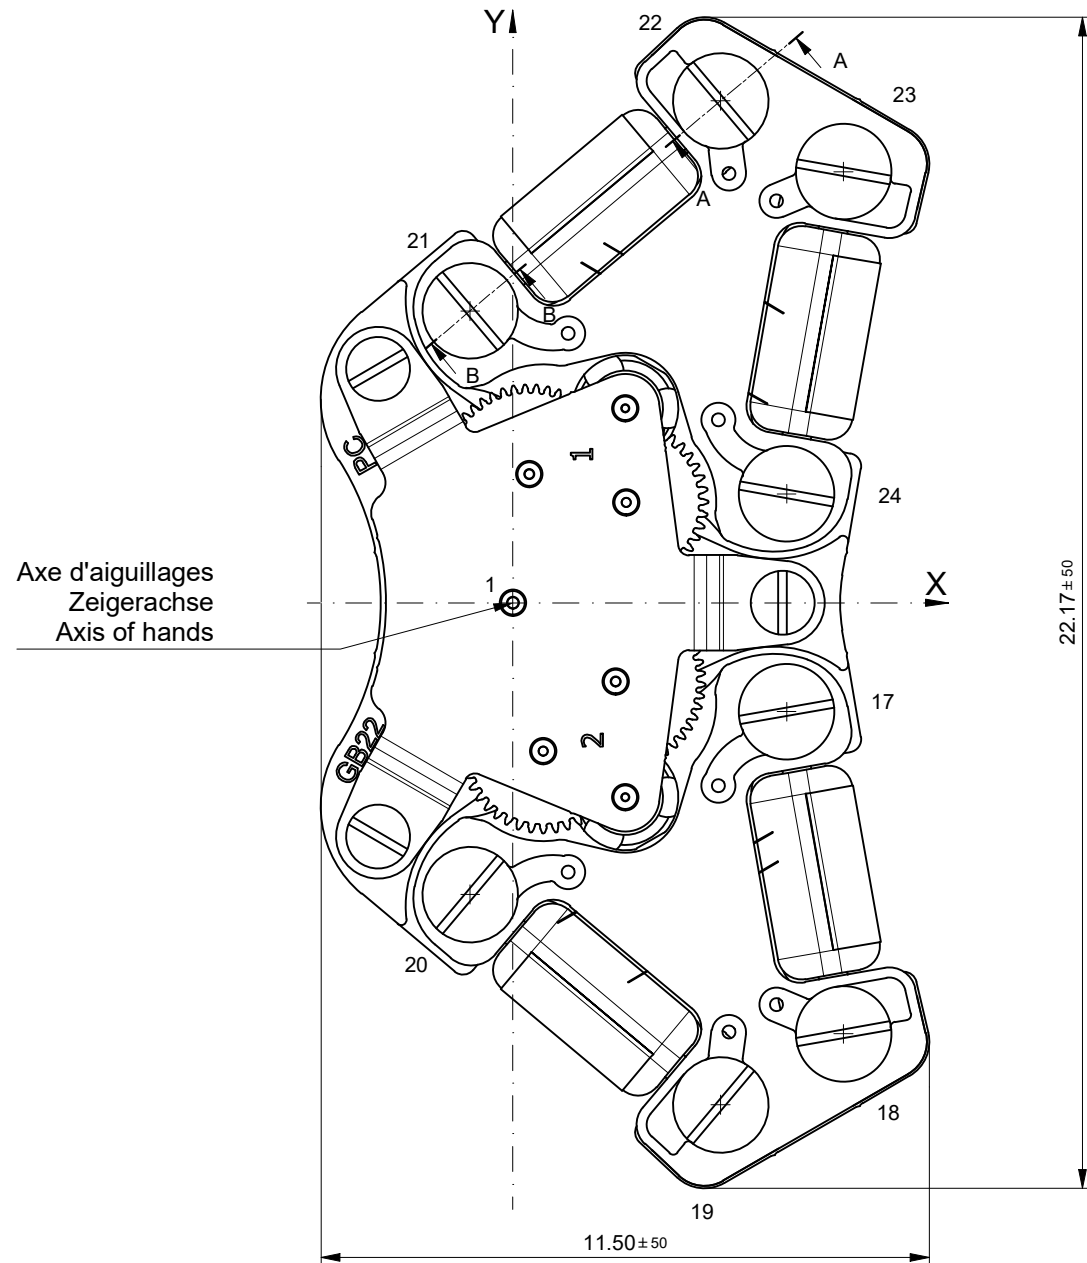 Y
22
A
23
A
21
B
B
PC
1
24
Axe d'aiguillages
Zeigerachse
Axis of hands
1
X
22.17±50
17
GB22
2
20
18
19
11.50±50